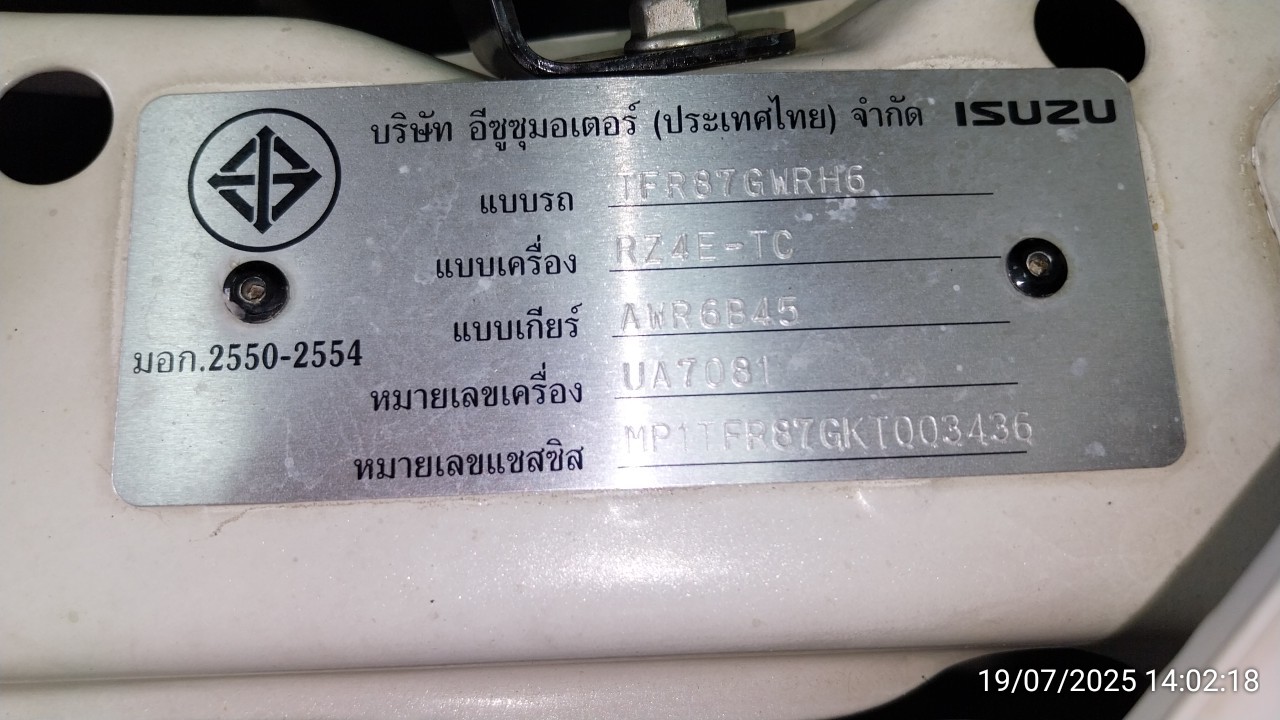 บริษัท อีซูซุมอเตอร์ (ประเทศไทย) จำกัด ISUZU
แบบรถ TFR87GWRH6
แบบเครื่อง RZ4E-TC
แบบเกียร์ AWR6B45
มอก.2550-2554
หมายเลขเครื่อง UA7081
หมายเลขแชสซิส MP1TFR87GKT003436
19/07/2025 14:02:18